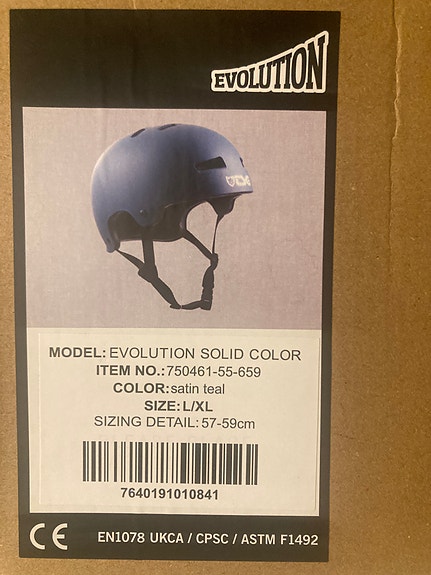 EVOLUTION
TSG
MODEL: EVOLUTION SOLID COLOR
ITEM NO.: 750461-55-659
COLOR: satin teal
SIZE: L/XL
SIZING DETAIL: 57-59cm
7640191010841
CE EN1078 UKCA / CPSC / ASTM F1492